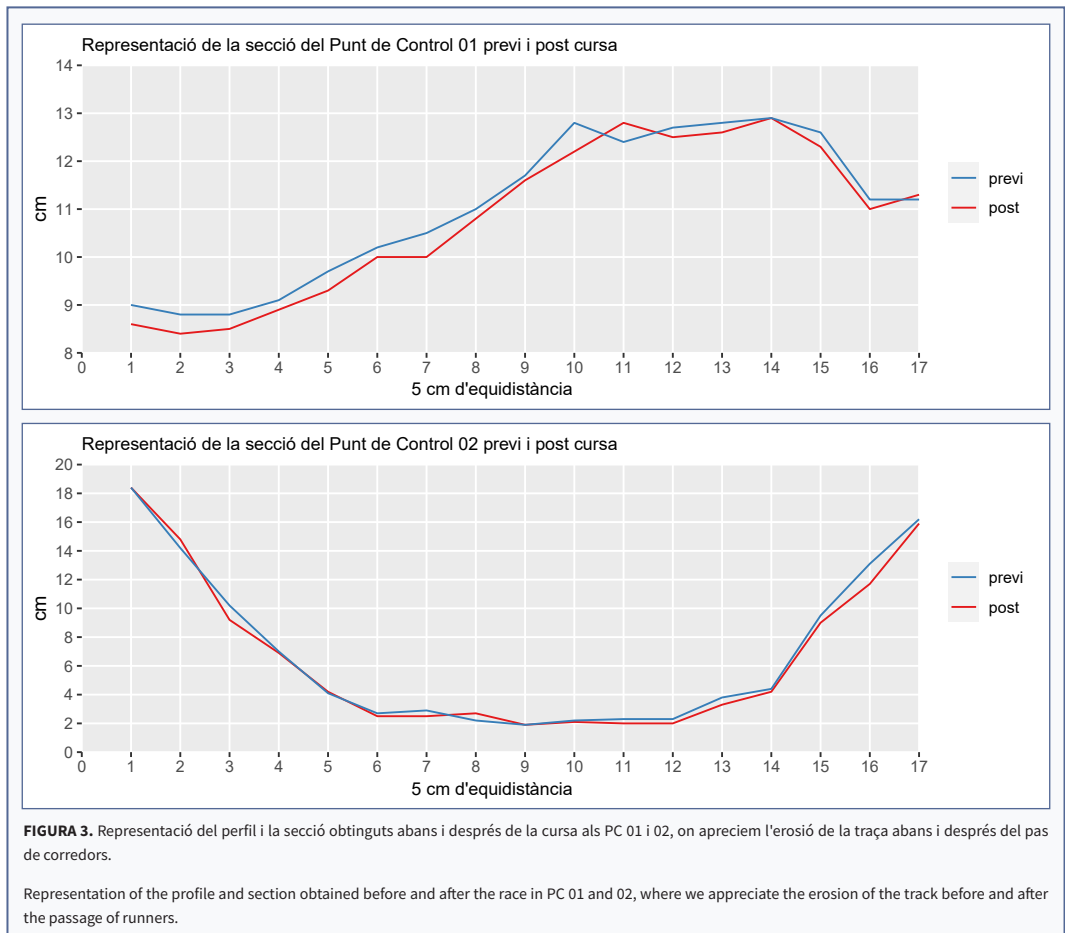 Representació de la secció del Punt de Control 01 previ i post cursa
14
13
12
11
10
9
8
cm
0 1 2 3 4 5 6 7 8 9 10 11 12 13 14 15 16 17
5 cm d'equidistància
previ
post
Representació de la secció del Punt de Control 02 previ i post cursa
20
18
16
14
12
10
8
6
4
2
0
cm
0 1 2 3 4 5 6 7 8 9 10 11 12 13 14 15 16 17
5 cm d'equidistància
previ
post
FIGURA 3. Representació del perfil i la secció obtinguts abans i després de la cursa als PC 01 i 02, on apreciem l'erosió de la traça abans i després del pas
de corredors.
Representation of the profile and section obtained before and after the race in PC 01 and 02, where we appreciate the erosion of the track before and after
the passage of runners.